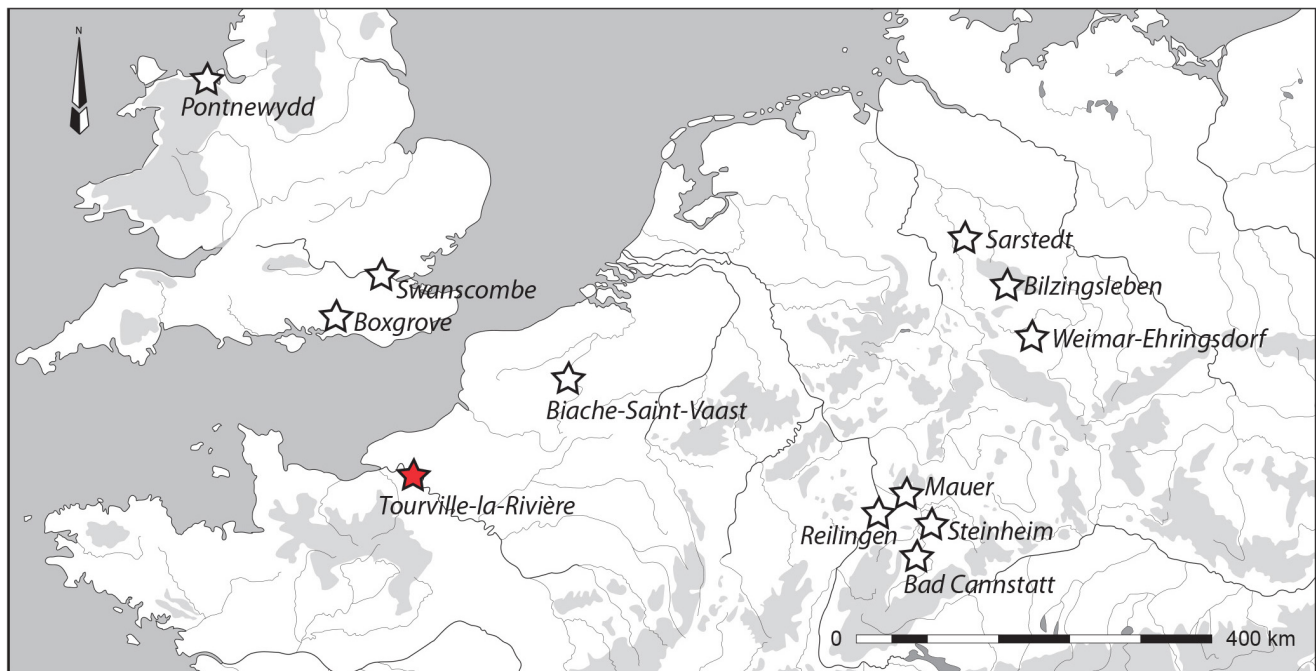 N
Pontnewydd
Sarstedt
Swanscombe
Bilzingsleben
Boxgrove
Weimar-Ehringsdorf
Biache-Saint-Vaast
Tourville-la-Rivière
Mauer
Reilingen
Steinheim
Bad Cannstatt
0 400 km